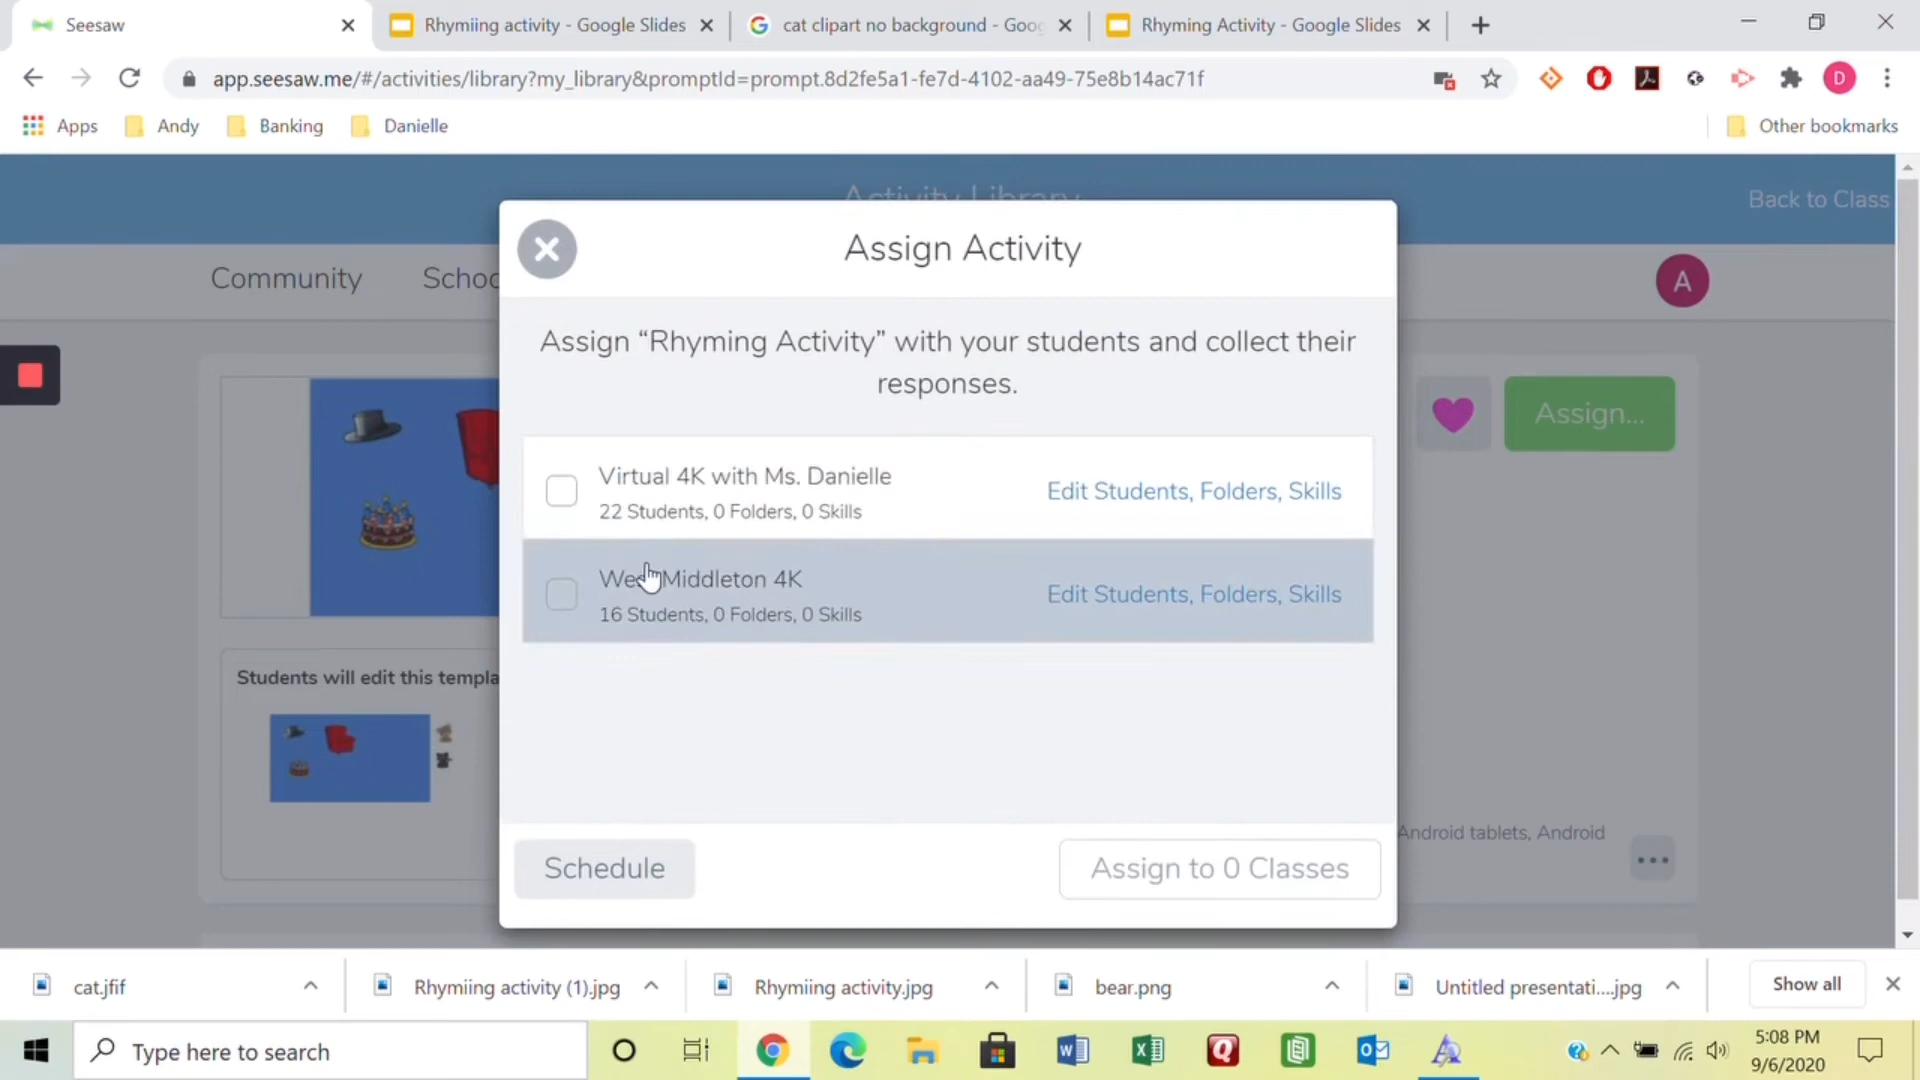 Seesaw
Rhymiing activity - Google Slides
cat clipart no background - Goog
Rhyming Activity - Google Slides
app.seesaw.me/#/activities/library?my_library&promptId=prompt.8d2fe5a1-fe7d-4102-aa49-75e8b14ac71f
D
Apps
Andy
Banking
Danielle
Other bookmarks
Activity Library
Back to Class
Community
Schoo
A
Assign Activity
Assign “Rhyming Activity” with your students and collect their
responses.
Assign...
Virtual 4K with Ms. Danielle
22 Students, 0 Folders, 0 Skills
Edit Students, Folders, Skills
Middleton 4K
16 Students, 0 Folders, 0 Skills
Edit Students, Folders, Skills
Students will edit this templa
Android tablets, Android
Schedule
Assign to 0 Classes
cat.jfif
Rhymiing activity (1).jpg
Rhymiing activity.jpg
bear.png
Untitled presentati....jpg
Show all
Type here to search
5:08 PM
9/6/2020